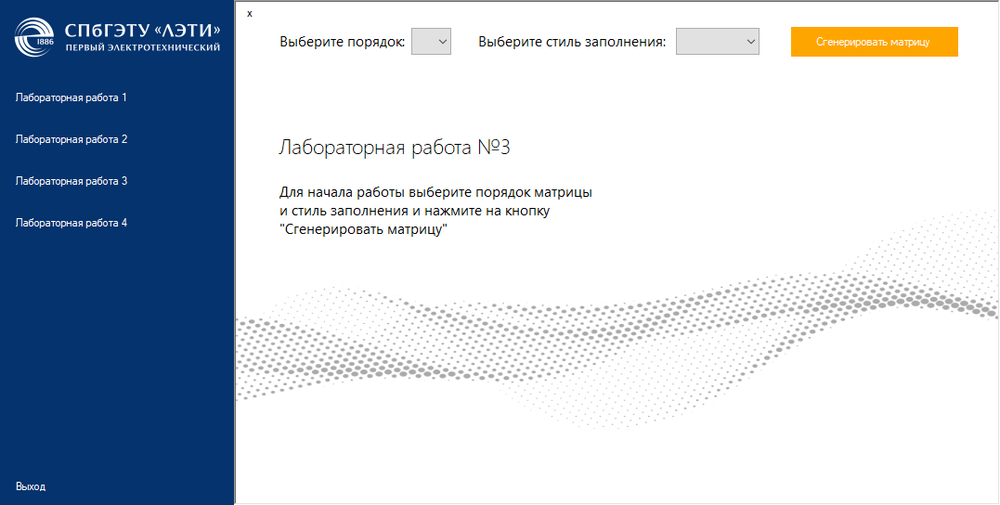 СПбГЭТУ «ЛЭТИ»
ПЕРВЫЙ ЭЛЕКТРОТЕХНИЧЕСКИЙ
1886
Лабораторная работа 1
Лабораторная работа 2
Лабораторная работа 3
Лабораторная работа 4
Выход
x
Выберите порядок:
Выберите стиль заполнения:
Сгенерировать матрицу
Лабораторная работа №3
Для начала работы выберите порядок матрицы
и стиль заполнения и нажмите на кнопку
"Сгенерировать матрицу"